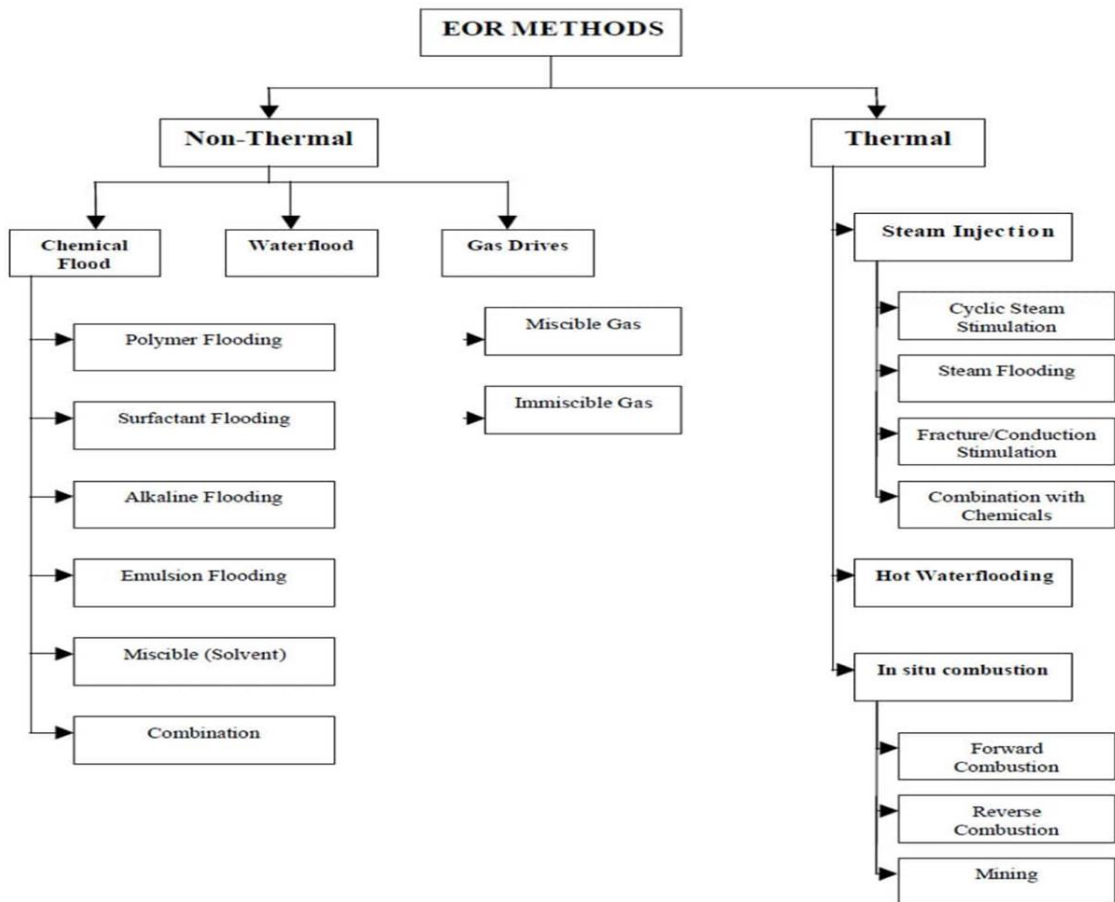 EOR METHODS
Non-Thermal
Thermal
Chemical
Flood
Waterflood
Gas Drives
Polymer Flooding
Surfactant Flooding
Alkaline Flooding
Emulsion Flooding
Miscible (Solvent)
Combination
Miscible Gas
Immiscible Gas
Steam Injection
Cyclic Steam
Stimulation
Steam Flooding
Fracture/Conduction
Stimulation
Combination with
Chemicals
Hot Waterflooding
In situ combustion
Forward
Combustion
Reverse
Combustion
Mining